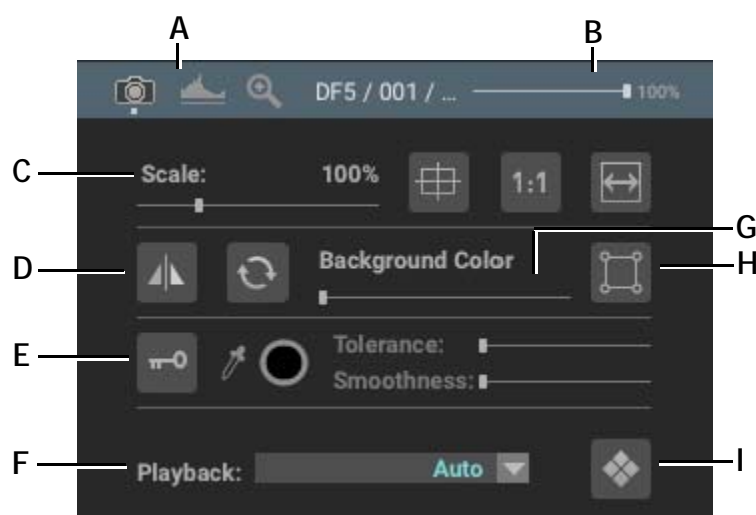 A
B
DF5 / 001 / ... 100%
C
Scale: 100% 1:1
G
D
Background Color
H
E
Tolerance:
Smoothness:
F
Playback: Auto
I